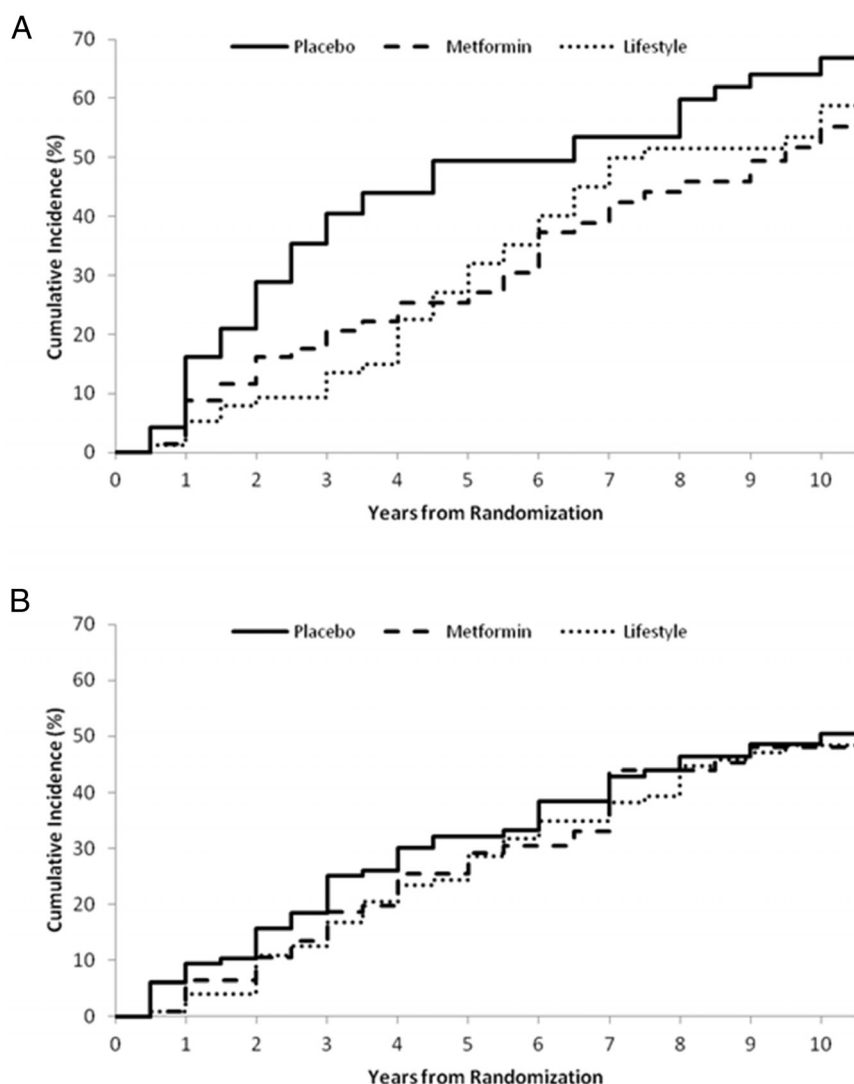 A
70
60
50
40
30
20
10
0
Cumulative Incidence (%)
Placebo Metformin Lifestyle
0 1 2 3 4 5 6 7 8 9 10
Years from Randomization
B
70
60
50
40
30
20
10
0
Cumulative Incidence (%)
Placebo Metformin Lifestyle
0 1 2 3 4 5 6 7 8 9 10
Years from Randomization